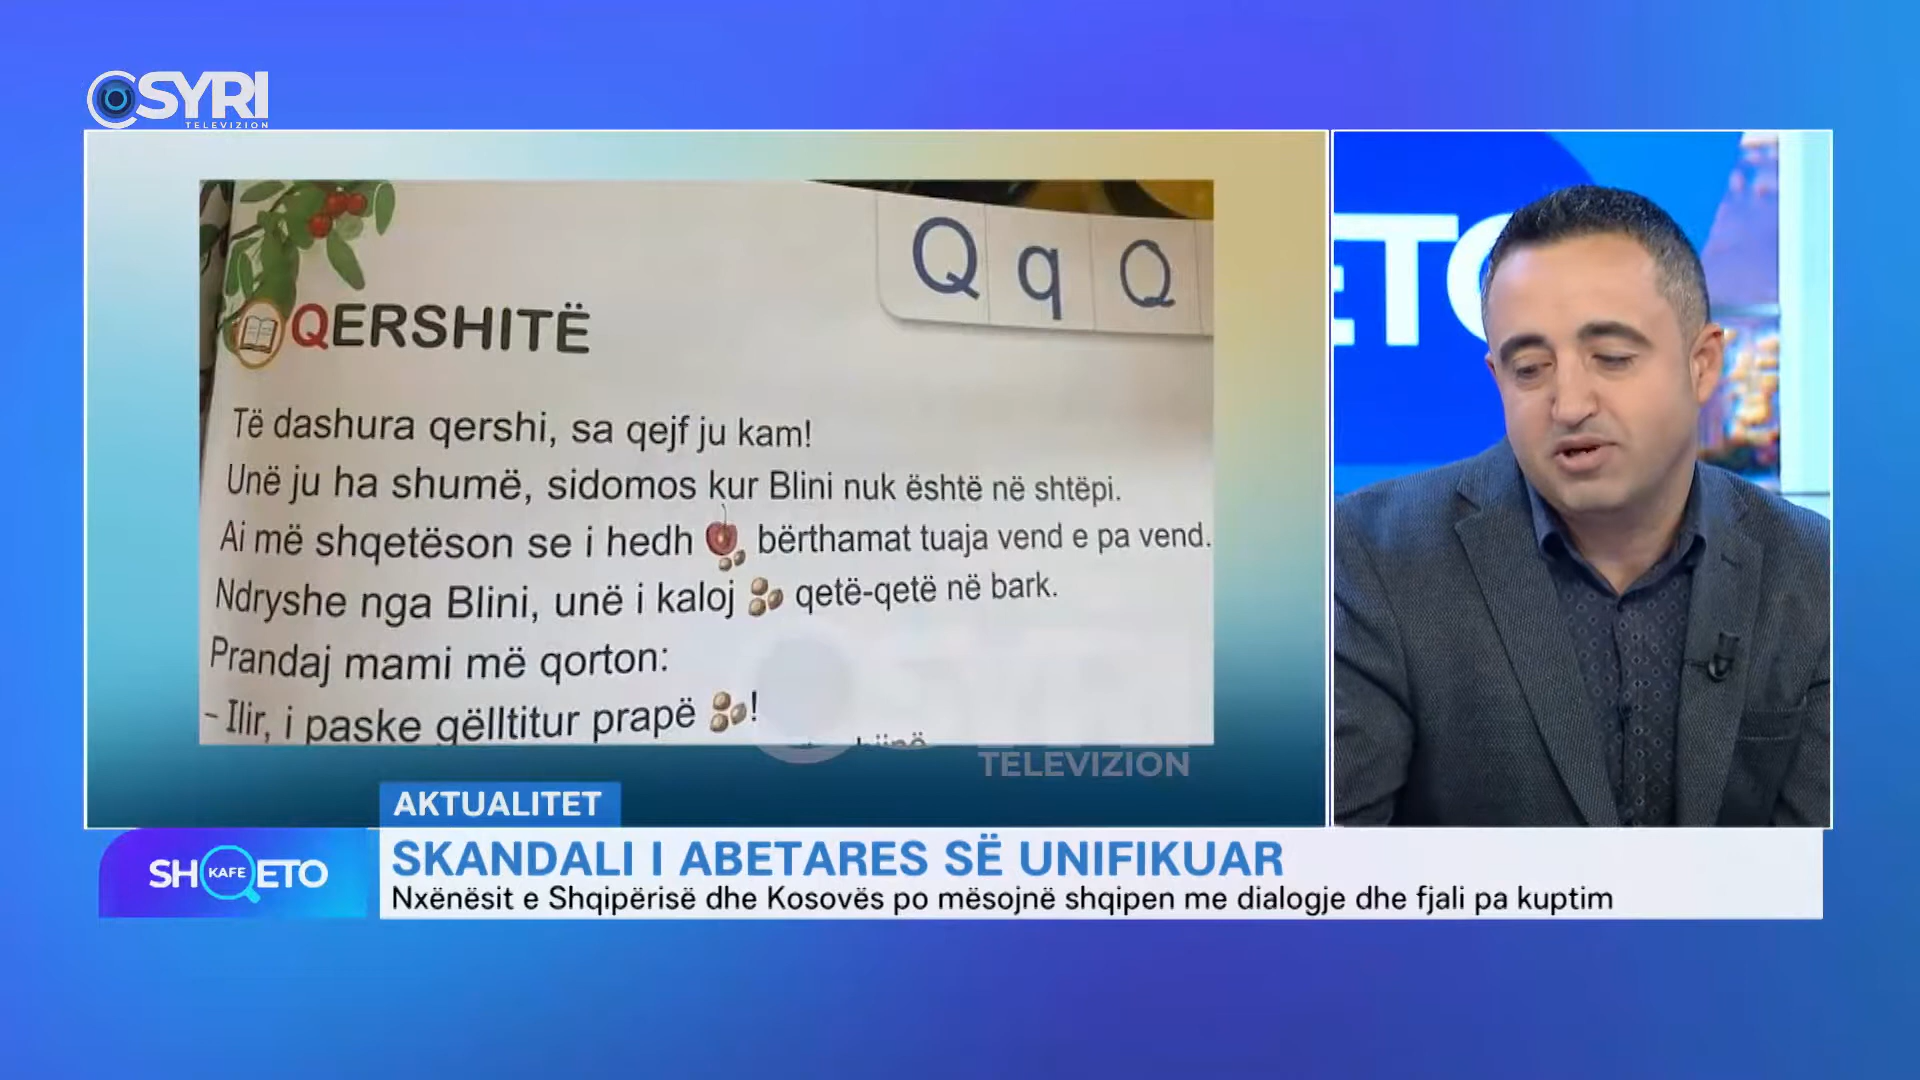 SYRI
TELEVIZION
Q q Q
QERSHITË
Të dashura qershi, sa qejf ju kam!
Unë ju ha shumë, sidomos kur Blini nuk është në shtëpi.
Ai më shqetëson se i hedh bërthamat tuaja vend e pa vend.
Ndryshe nga Blini, unë i kaloj qetë-qetë në bark.
Prandaj mami më qorton:
- Ilir, i paske gëlltitur prapë !
TELEVIZION
ETO
AKTUALITET
SHQETO
KAFE
SKANDALI I ABETARES SË UNIFIKUAR
Nxënësit e Shqipërisë dhe Kosovës po mësojnë shqipen me dialogje dhe fjali pa kuptim